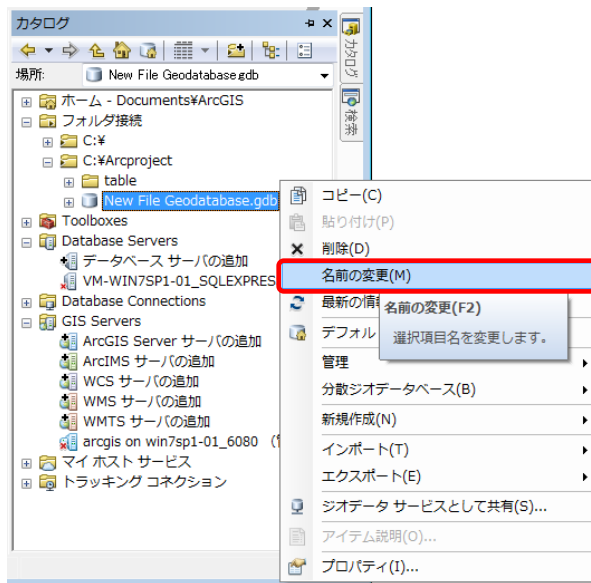 カタログ
場所: New File Geodatabase.gdb
ホーム - Documents¥ArcGIS
フォルダ接続
C:¥
C:¥Arcproject
table
New File Geodatabase.gdb
Toolboxes
Database Servers
データベース サーバの追加
VM-WIN7SP1-01_SQLEXPRES
Database Connections
GIS Servers
ArcGIS Server サーバの追加
ArcIMS サーバの追加
WCS サーバの追加
WMS サーバの追加
WMTS サーバの追加
arcgis on win7sp1-01_6080
マイ ホスト サービス
トラッキング コネクション
カタログ
検索
コピー(C)
貼り付け(P)
削除(D)
名前の変更(M)
最新の情
名前の変更(F2)
選択項目名を変更します。
デフォル
管理
分散ジオデータベース(B)
新規作成(N)
インポート(T)
エクスポート(E)
ジオデータ サービスとして共有(S)...
アイテム説明(O)...
プロパティ(I)...